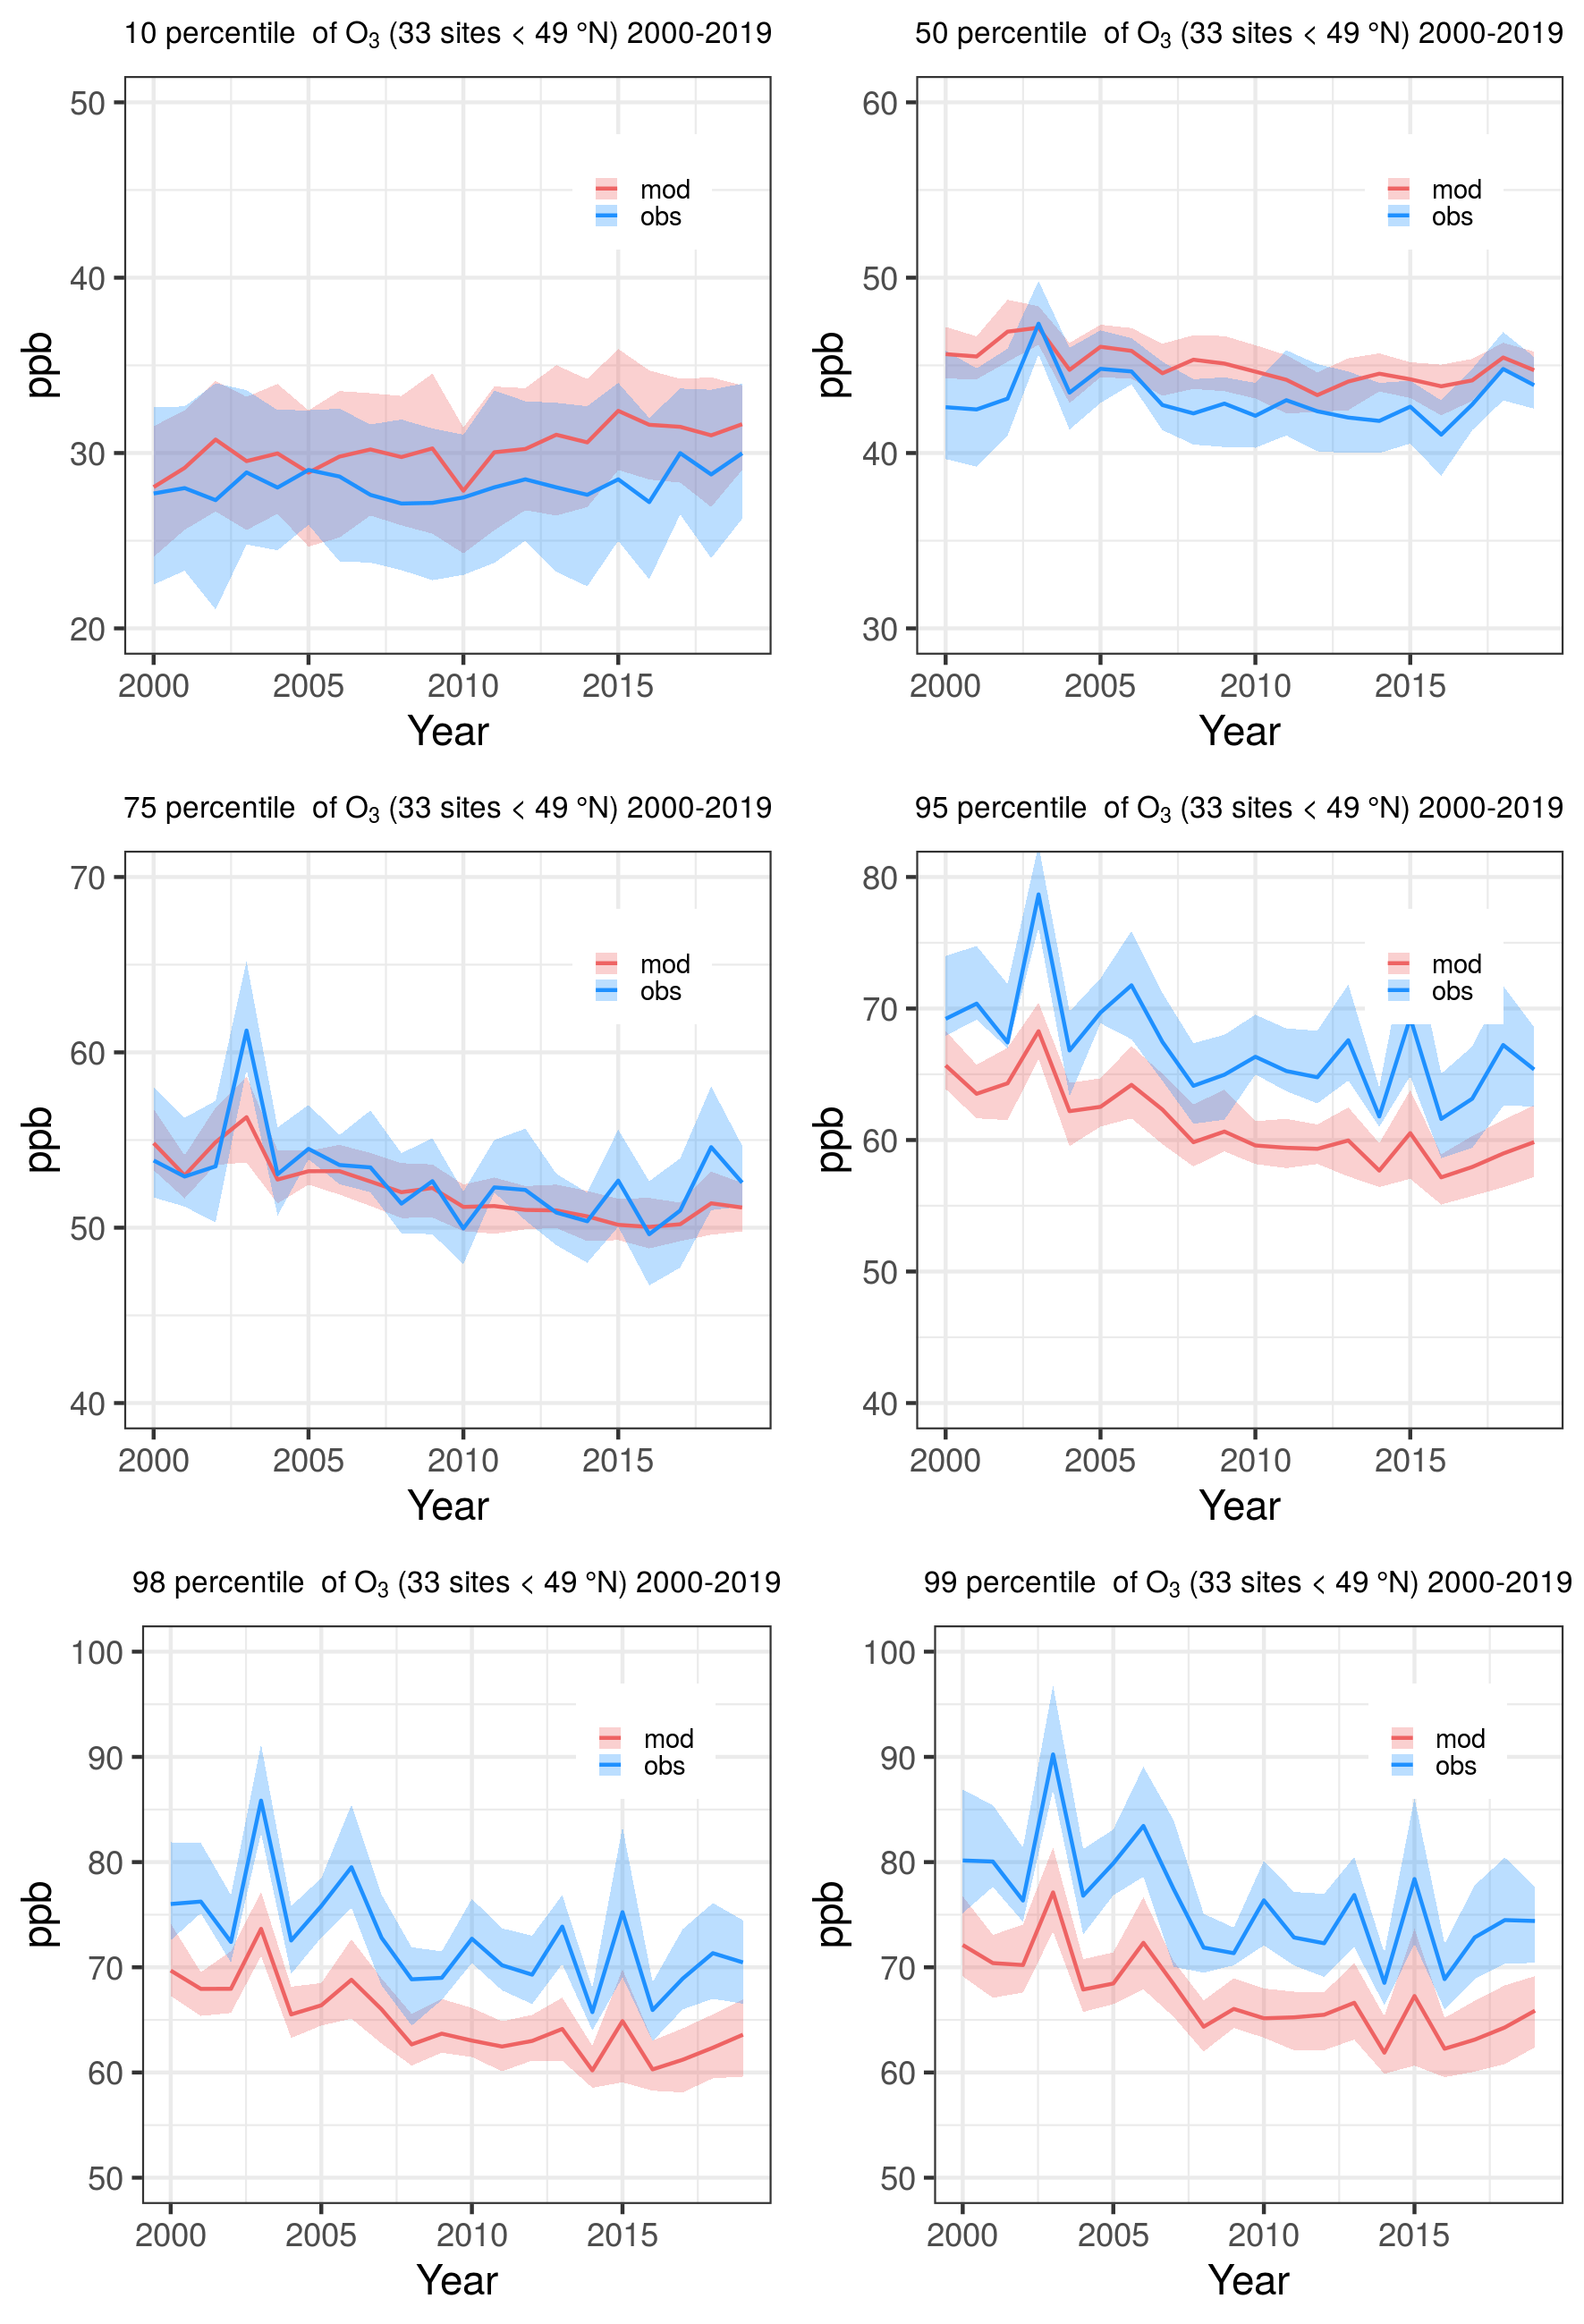 10 percentile of O₃ (33 sites < 49 °N) 2000-2019
50
40
30
20
ppb
mod
obs
2000 2005 2010 2015
Year
50 percentile of O₃ (33 sites < 49 °N) 2000-2019
60
50
40
30
ppb
mod
obs
2000 2005 2010 2015
Year
75 percentile of O₃ (33 sites < 49 °N) 2000-2019
70
60
50
40
ppb
mod
obs
2000 2005 2010 2015
Year
95 percentile of O₃ (33 sites < 49 °N) 2000-2019
80
70
60
50
40
ppb
mod
obs
2000 2005 2010 2015
Year
98 percentile of O₃ (33 sites < 49 °N) 2000-2019
100
90
80
70
60
50
ppb
mod
obs
2000 2005 2010 2015
Year
99 percentile of O₃ (33 sites < 49 °N) 2000-2019
100
90
80
70
60
50
ppb
mod
obs
2000 2005 2010 2015
Year